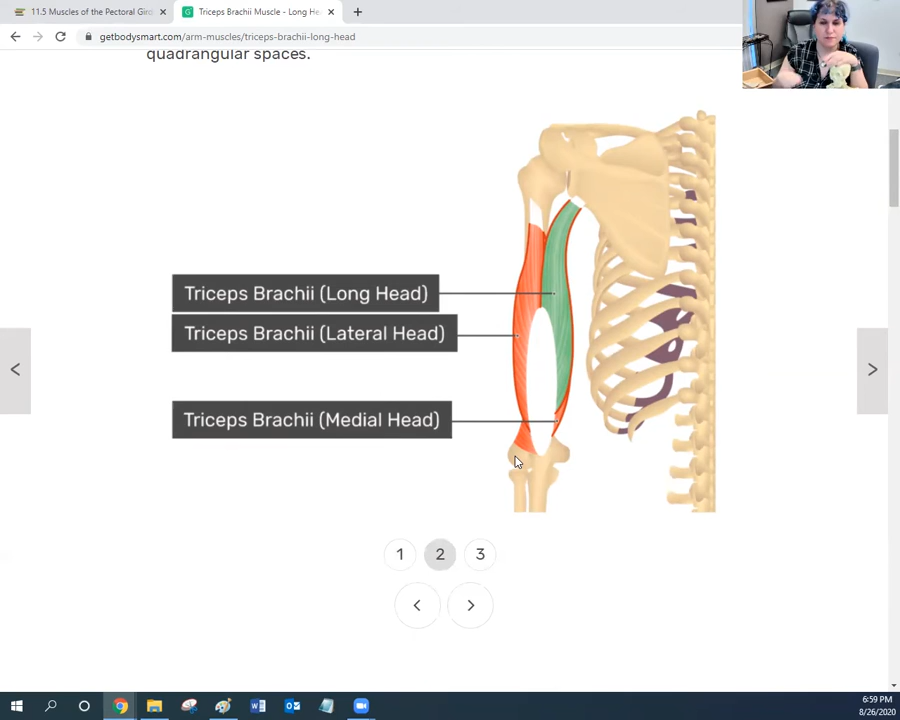 11.5 Muscles of the Pectoral Gird
Triceps Brachii Muscle - Long He
getbodysmart.com/arm-muscles/triceps-brachii-long-head
quadrangular spaces.
Triceps Brachii (Long Head)
Triceps Brachii (Lateral Head)
Triceps Brachii (Medial Head)
1 2 3
6:59 PM
8/26/2020